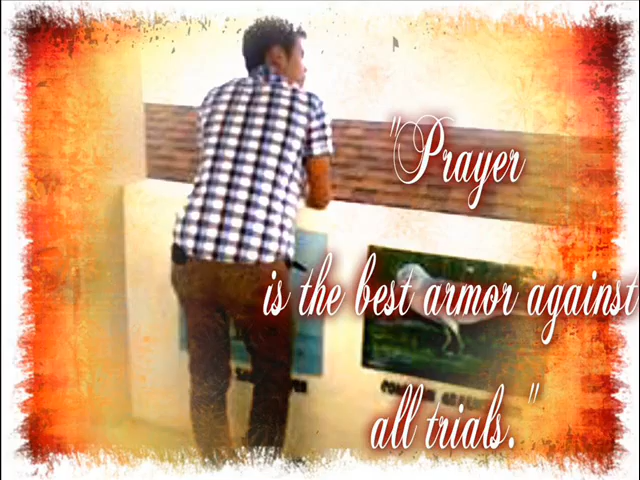 "Prayer
is the best armor against
all trials."